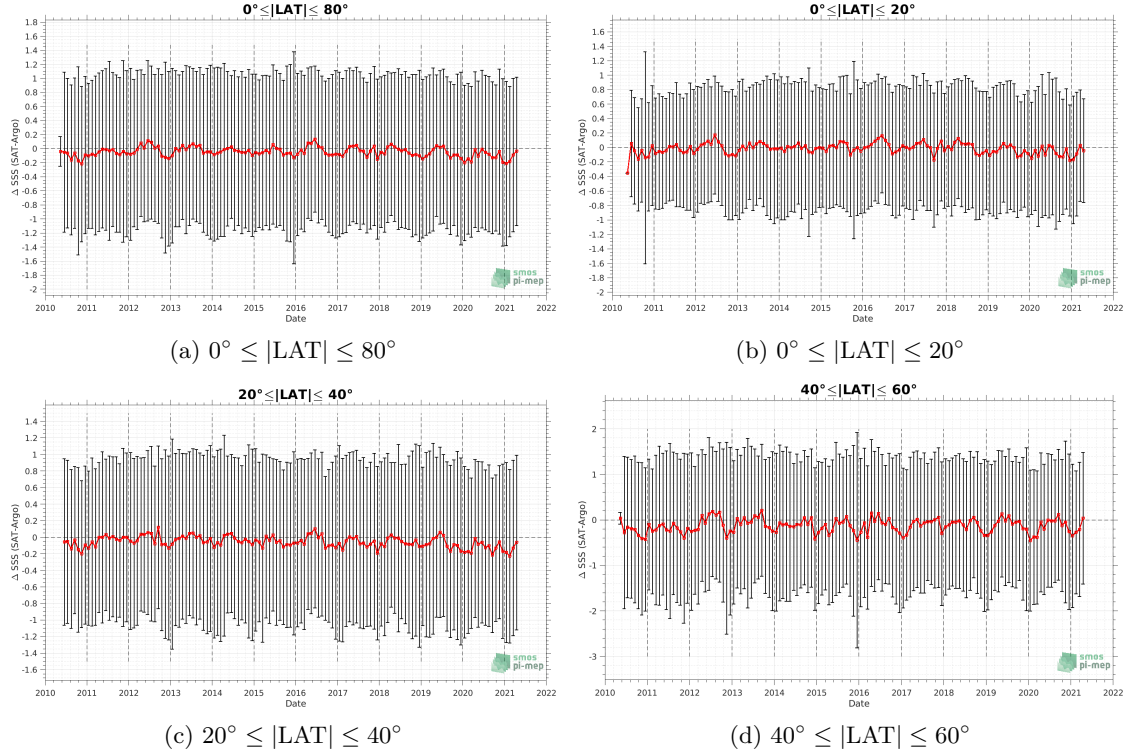 0°≤|LAT|≤ 80°
Δ SSS (SAT-Argo)
1.8
1.6
1.4
1.2
1
0.8
0.6
0.4
0.2
0
-0.2
-0.4
-0.6
-0.8
-1
-1.2
-1.4
-1.6
-1.8
-2
2010 2011 2012 2013 2014 2015 2016 2017 2018 2019 2020 2021 2022
Date
smos
pi-mep
(a) 0° ≤ |LAT| ≤ 80°
0°≤|LAT|≤ 20°
Δ SSS (SAT-Argo)
1.6
1.4
1.2
1
0.8
0.6
0.4
0.2
0
-0.2
-0.4
-0.6
-0.8
-1
-1.2
-1.4
-1.6
-1.8
-2
2010 2011 2012 2013 2014 2015 2016 2017 2018 2019 2020 2021 2022
Date
smos
pi-mep
(b) 0° ≤ |LAT| ≤ 20°
20°≤|LAT|≤ 40°
Δ SSS (SAT-Argo)
1.4
1.2
1
0.8
0.6
0.4
0.2
0
-0.2
-0.4
-0.6
-0.8
-1
-1.2
-1.4
-1.6
2010 2011 2012 2013 2014 2015 2016 2017 2018 2019 2020 2021 2022
Date
smos
pi-mep
(c) 20° ≤ |LAT| ≤ 40°
40°≤|LAT|≤ 60°
Δ SSS (SAT-Argo)
2
1
0
-1
-2
-3
2010 2011 2012 2013 2014 2015 2016 2017 2018 2019 2020 2021 2022
Date
smos
pi-mep
(d) 40° ≤ |LAT| ≤ 60°